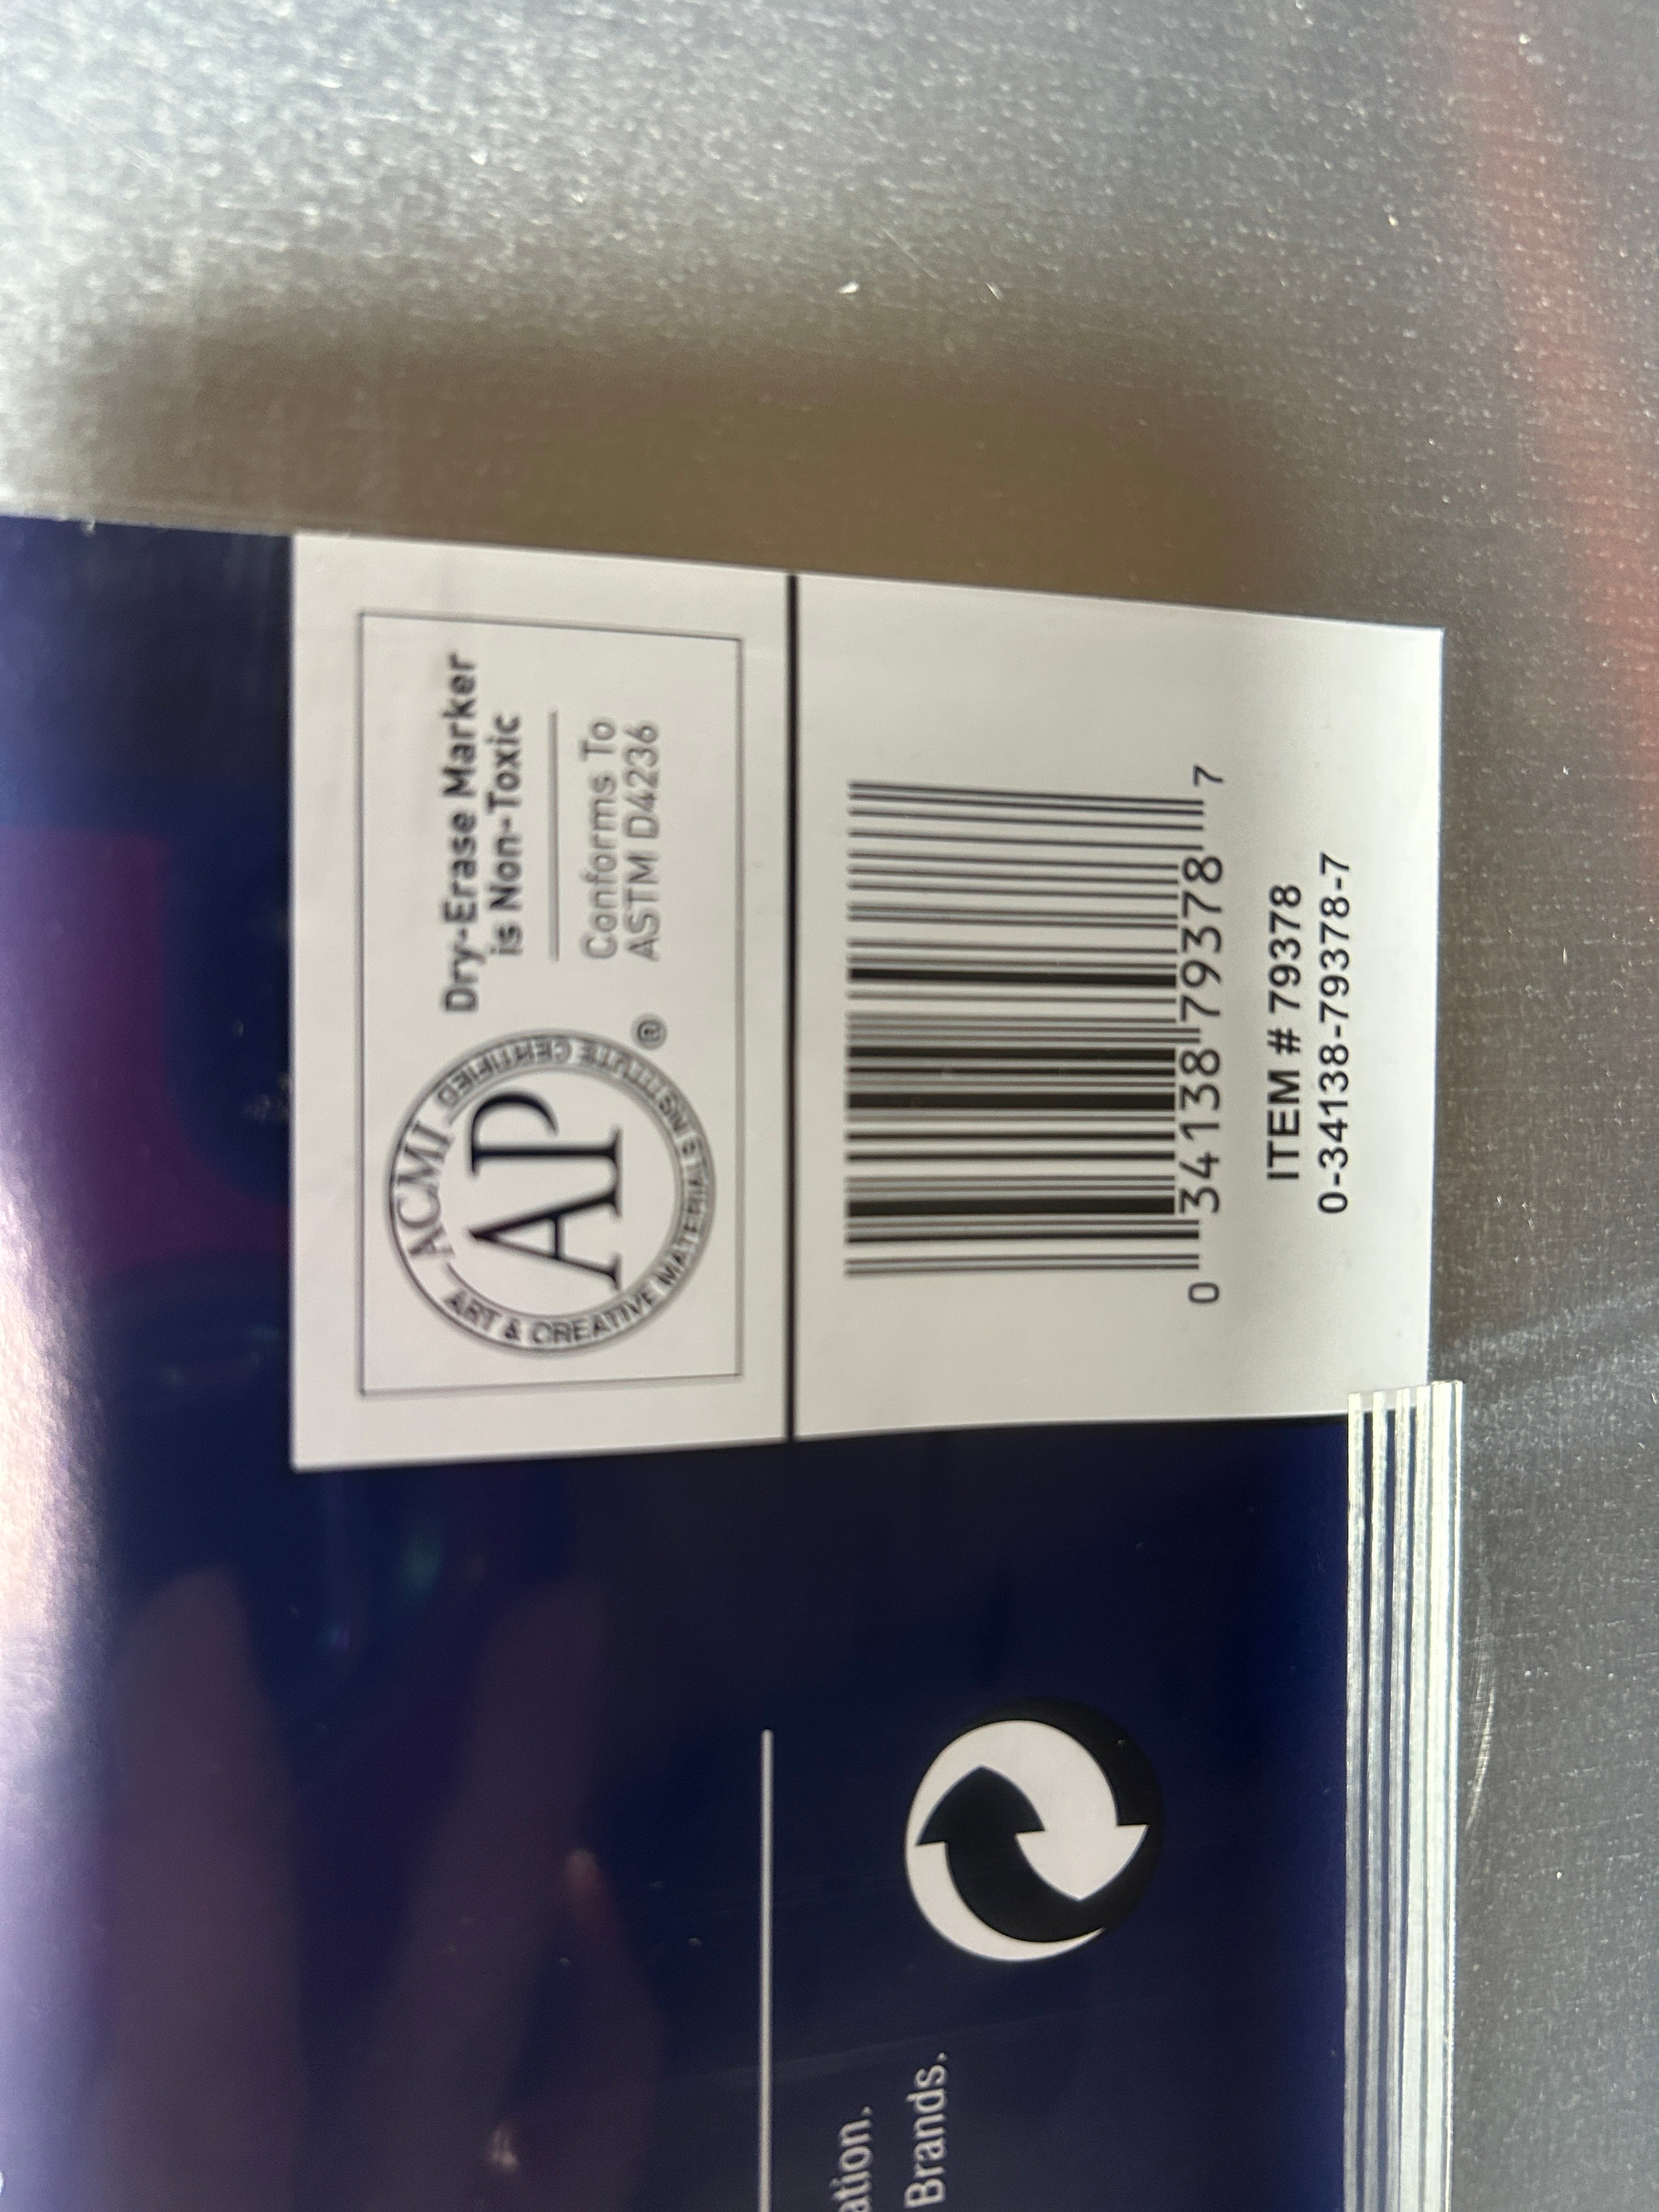 Dry-Erase Marker
is Non-Toxic
Conforms To
ASTM D4236
ACMI
AP
ART & CREATIVE MATERIALS INSTITUTE CERTIFIED
®
0 34138 79378 7
ITEM # 79378
0-34138-79378-7
ation.
Brands.